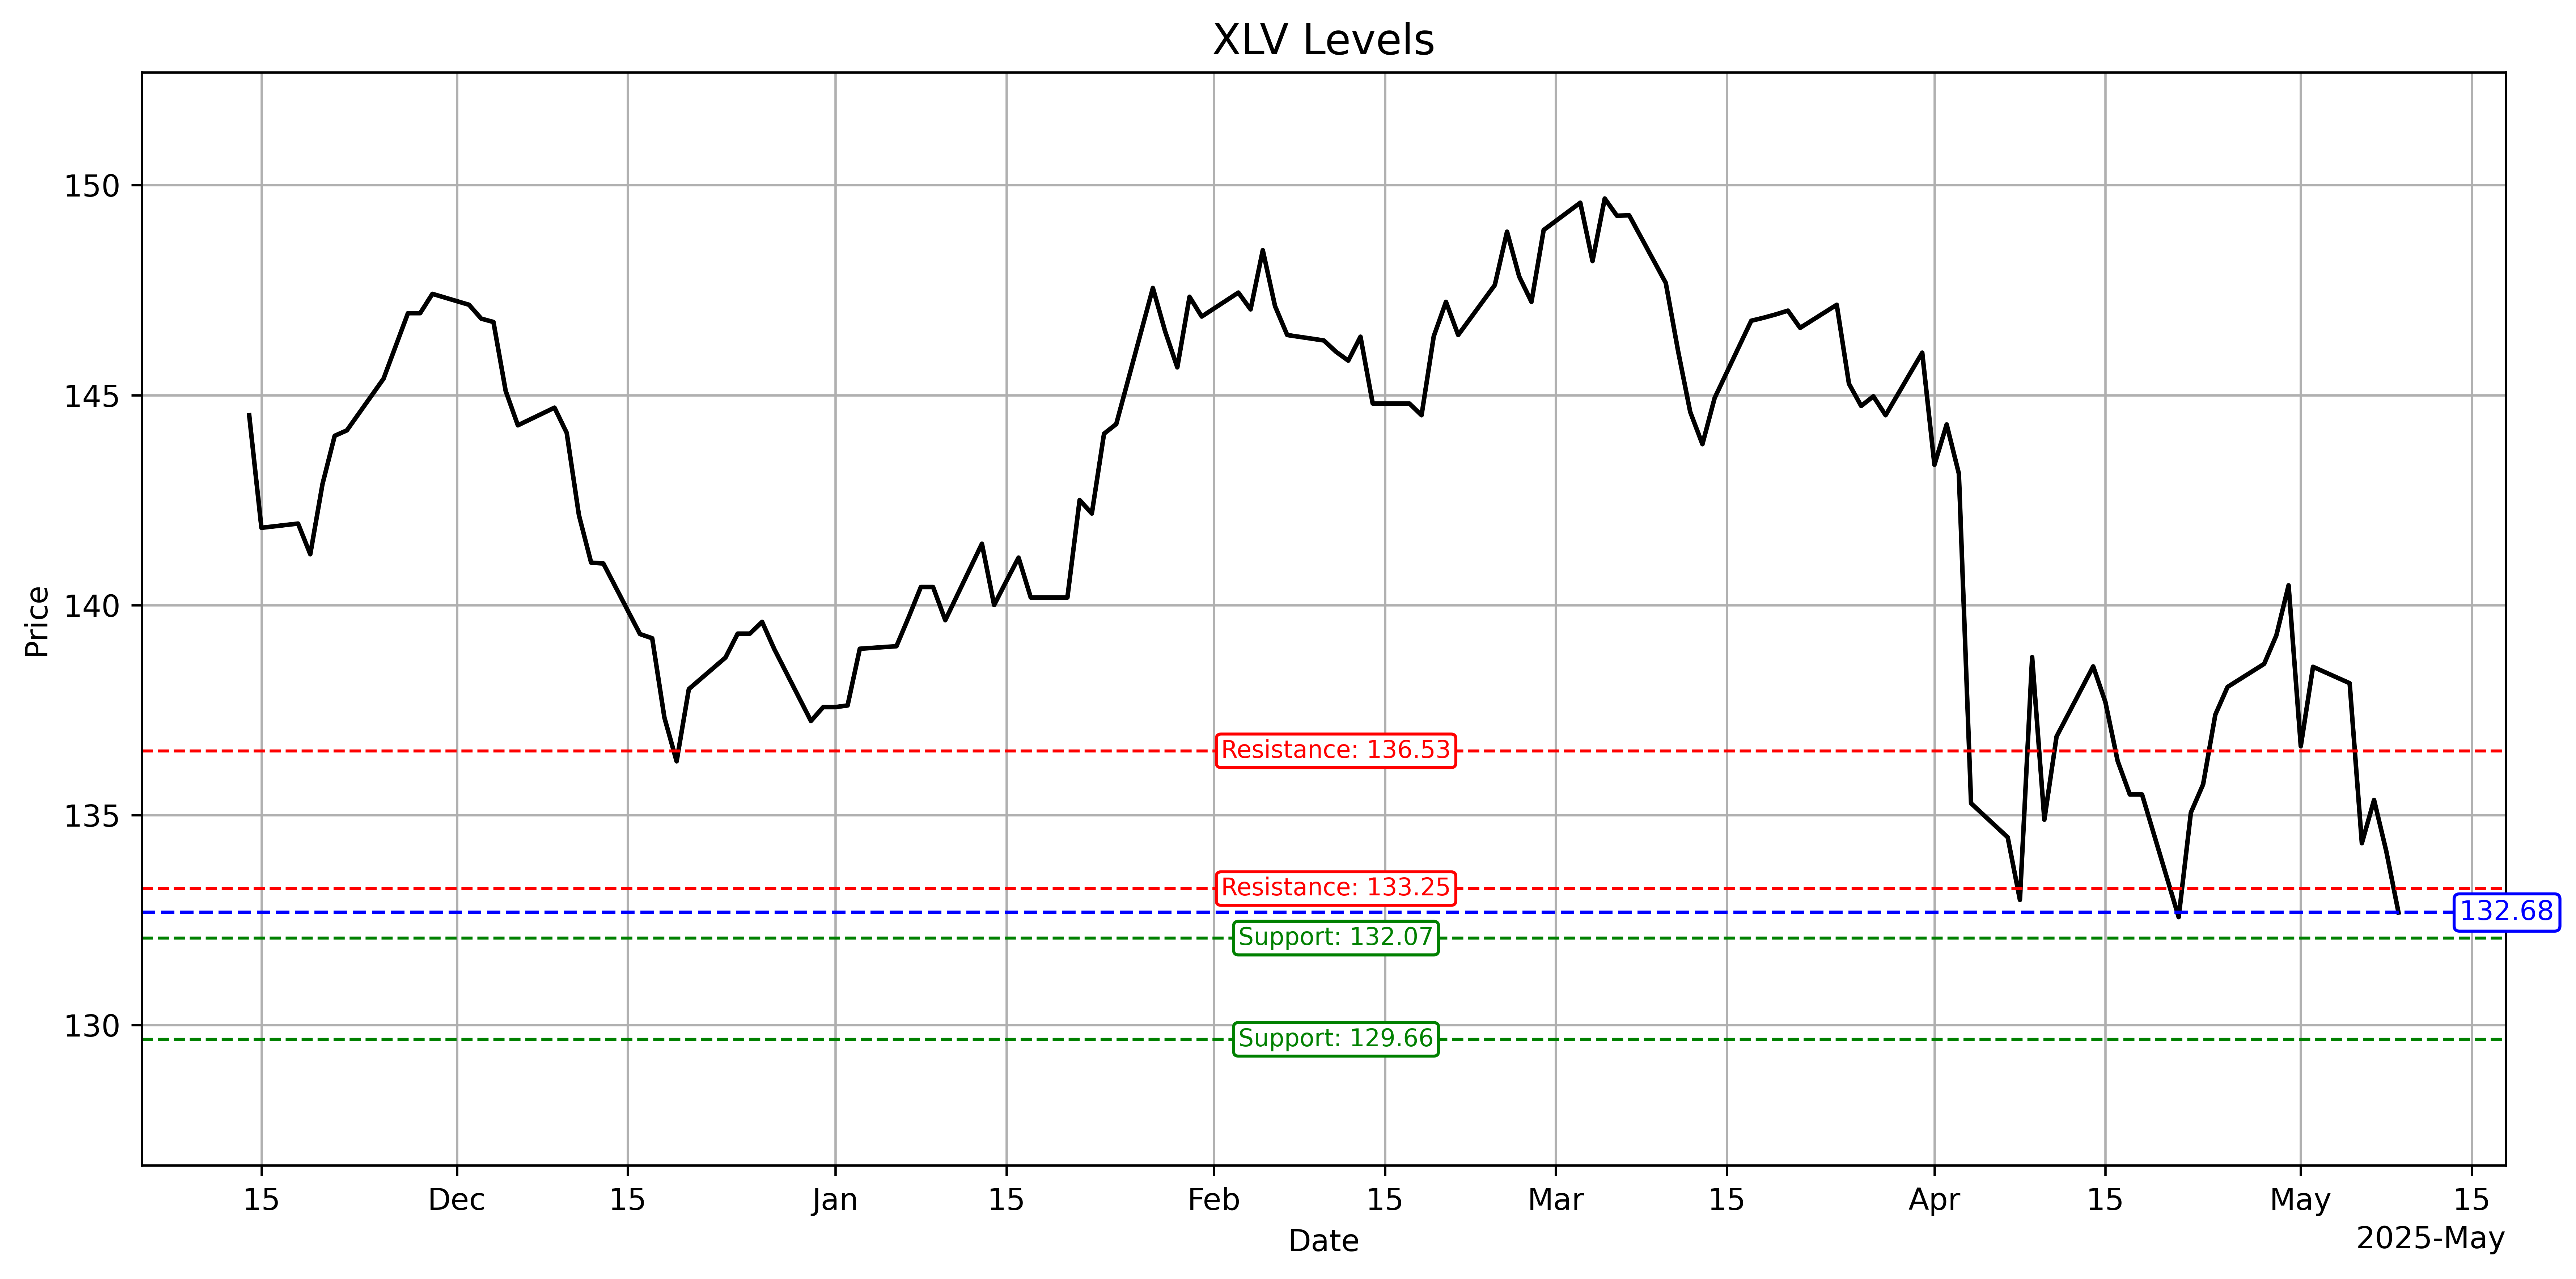 XLV Levels
150
145
140
135
130
Price
Resistance: 136.53
Resistance: 133.25
132.68
Support: 132.07
Support: 129.66
15 Dec 15 Jan 15 Feb 15 Mar 15 Apr 15 May 15
Date
2025-May